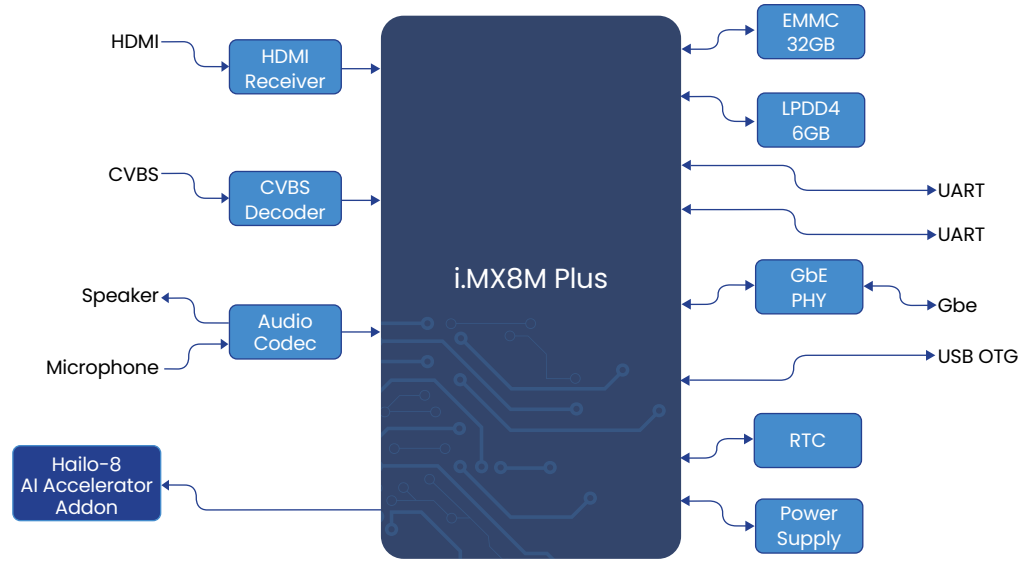 HDMI
HDMI
Receiver
CVBS
CVBS
Decoder
Speaker
Microphone
Audio
Codec
Hailo-8
AI Accelerator
Addon
i.MX8M Plus
EMMC
32GB
LPDD4
6GB
UART
UART
GbE
PHY
Gbe
USB OTG
RTC
Power
Supply